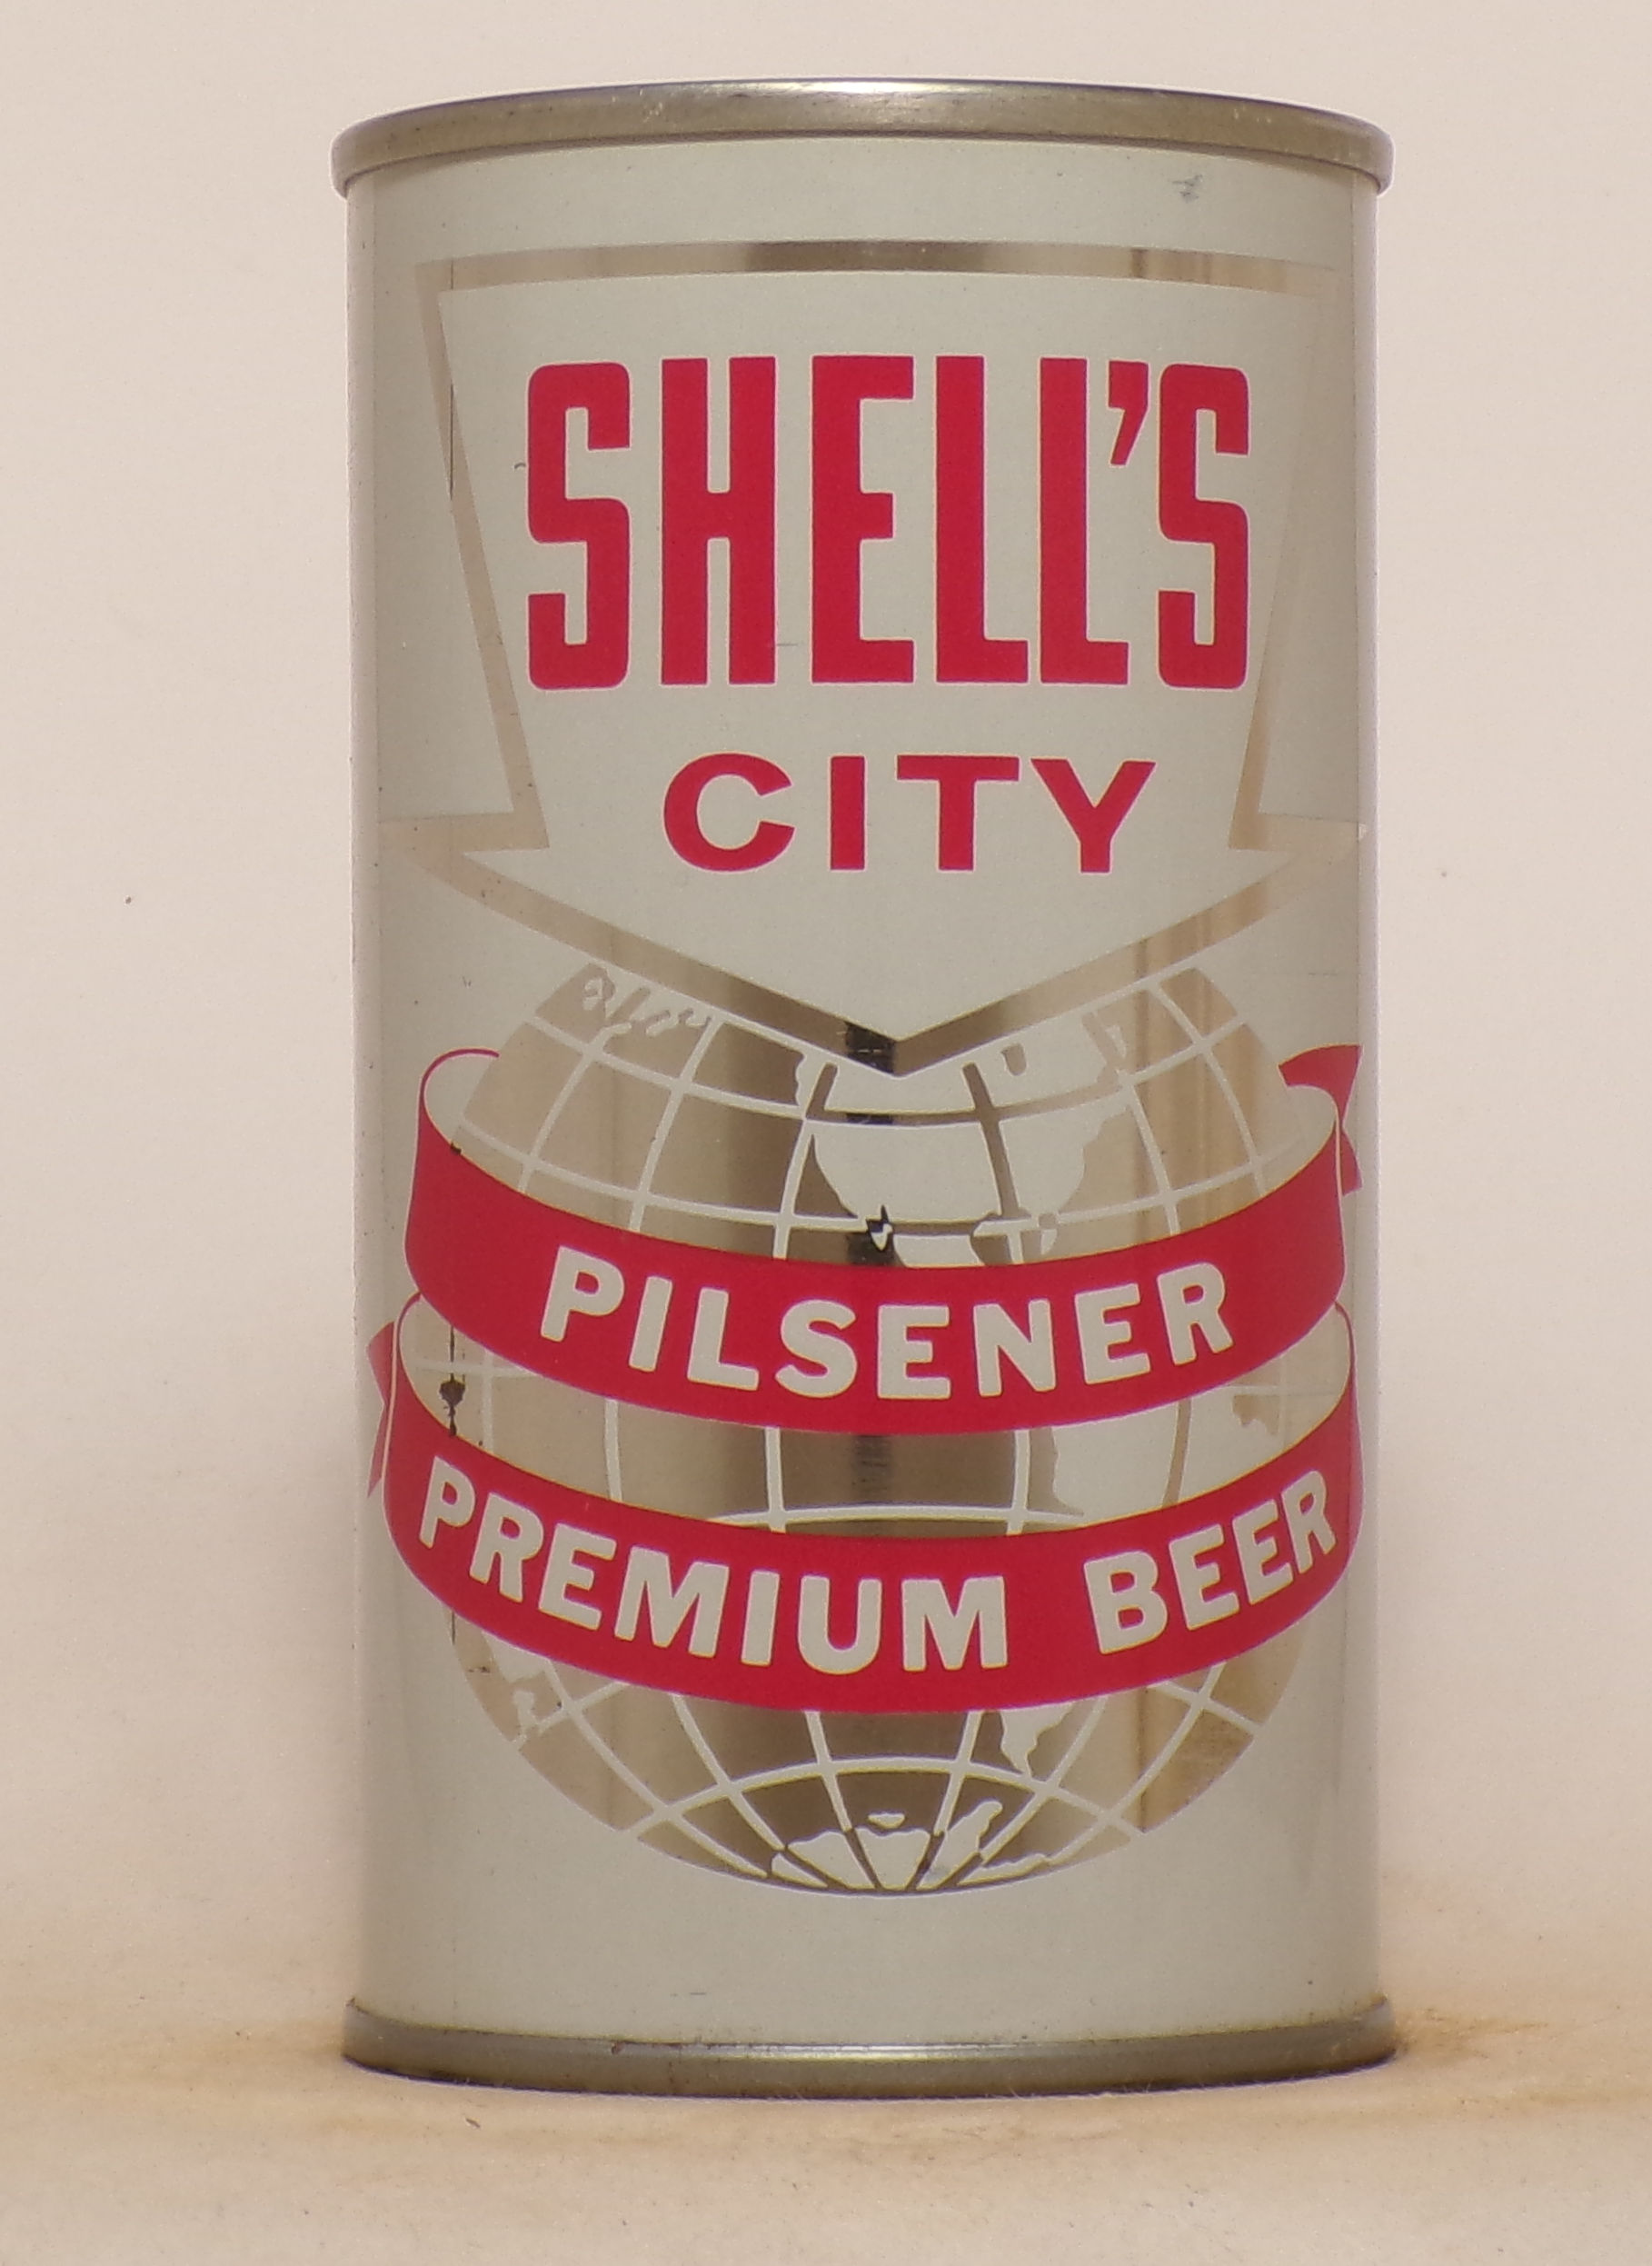 SHELL'S
CITY
PILSENER
PREMIUM BEER